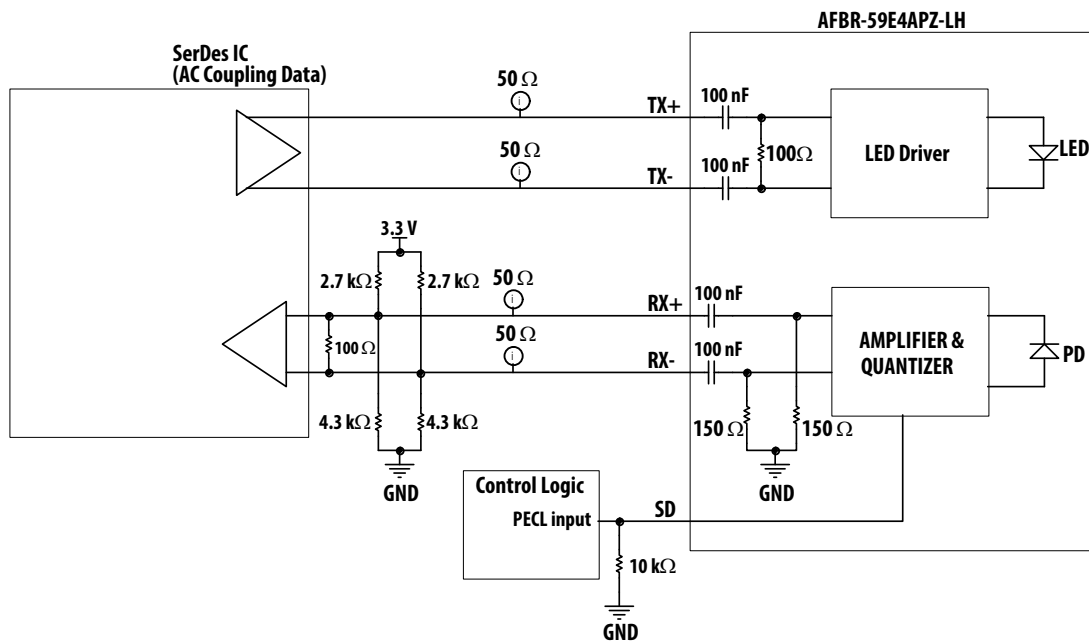 AFBR-59E4APZ-LH
SerDes IC
(AC Coupling Data)
50 Ω
i
TX+
100 nF
50 Ω
i
TX-
100 nF
100Ω
LED Driver
LED
3.3 V
2.7 kΩ
2.7 kΩ
50 Ω
i
RX+
100 nF
100 Ω
50 Ω
i
RX-
100 nF
AMPLIFIER &
QUANTIZER
PD
4.3 kΩ
4.3 kΩ
150 Ω
150 Ω
GND
GND
Control Logic
PECL input
SD
10 kΩ
GND